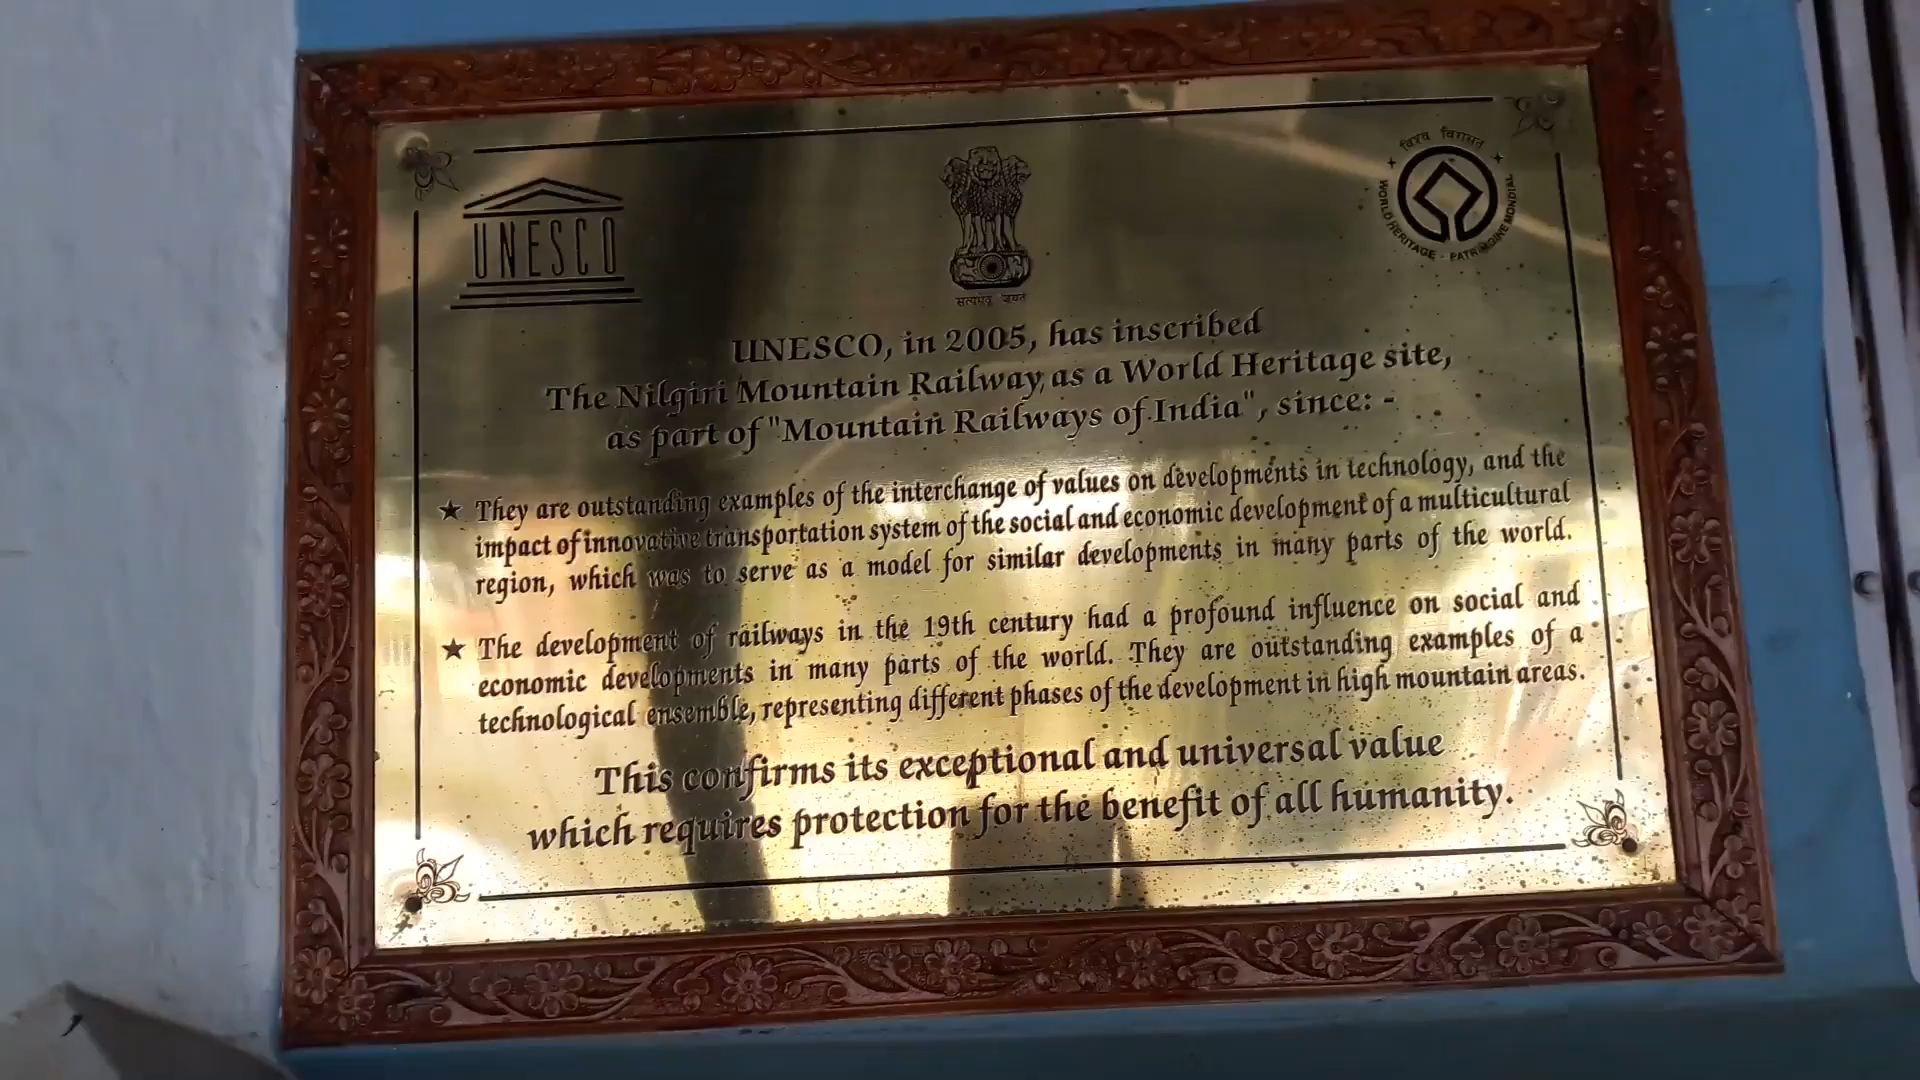 UNESCO
सत्यमेव जयते
विश्व विरासत
WORLD HERITAGE - PATRIMOINE MONDIAL
UNESCO, in 2005, has inscribed
The Nilgiri Mountain Railway, as a World Heritage site,
as part of "Mountain Railways of India", since: -
★ They are outstanding examples of the interchange of values on developments in technology, and the
impact of innovative transportation system of the social and economic development of a multicultural
region, which was to serve as a model for similar developments in many parts of the world.
★ The development of railways in the 19th century had a profound influence on social and
economic developments in many parts of the world. They are outstanding examples of a
technological ensemble, representing different phases of the development in high mountain areas.
This confirms its exceptional and universal value
which requires protection for the benefit of all humanity.